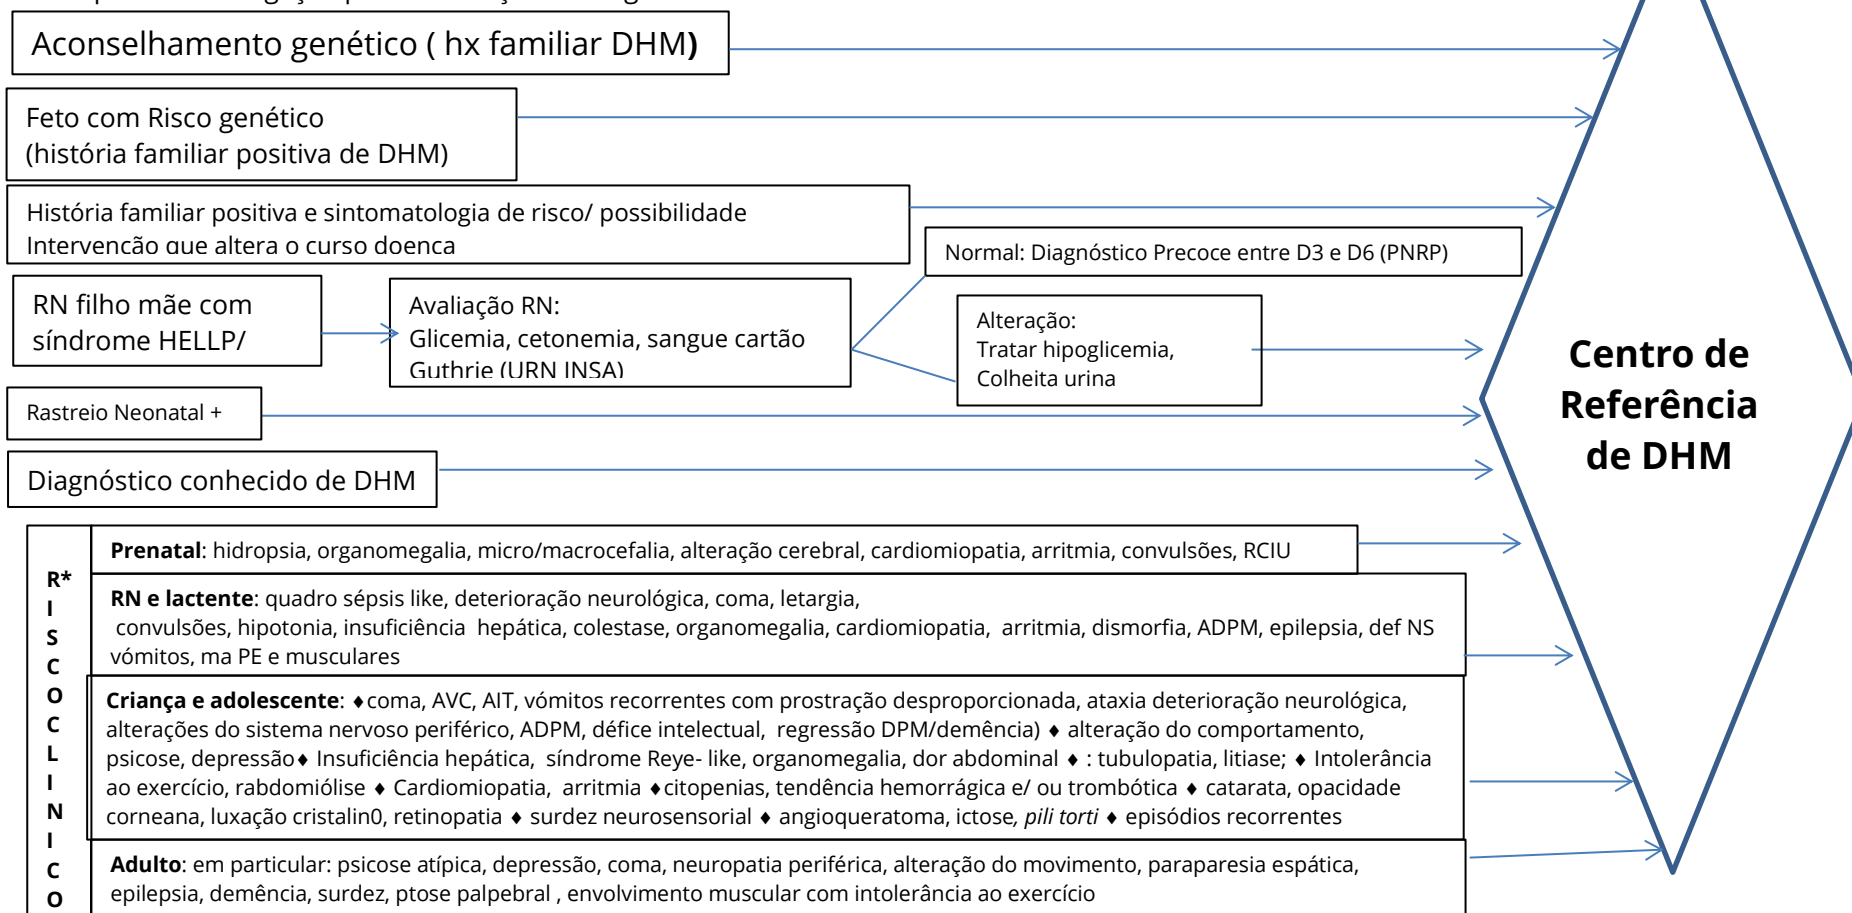 Aconselhamento genético ( hx familiar DHM)
Feto com Risco genético
(história familiar positiva de DHM)
História familiar positiva e sintomatologia de risco/ possibilidade
Intervenção que altera o curso doença
Normal: Diagnóstico Precoce entre D3 e D6 (PNRP)
RN filho mãe com
síndrome HELLP/
Avaliação RN:
Glicemia, cetonemia, sangue cartão
Guthrie (URN INSA)
Alteração:
Tratar hipoglicemia,
Colheita urina
Rastreio Neonatal +
Diagnóstico conhecido de DHM
Centro de
Referência
de DHM
R*
I
S
C
O
C
L
I
N
I
C
O
Prenatal: hidropsia, organomegalia, micro/macrocefalia, alteração cerebral, cardiomiopatia, arritmia, convulsões, RCIU
RN e lactente: quadro sépsis like, deterioração neurológica, coma, letargia,
convulsões, hipotonia, insuficiência  hepática, colestase, organomegalia, cardiomiopatia,  arritmia, dismorfia, ADPM, epilepsia, def NS
vómitos, ma PE e musculares
Criança e adolescente: ♦coma, AVC, AIT, vómitos recorrentes com prostração desproporcionada, ataxia deterioração neurológica,
alterações do sistema nervoso periférico, ADPM, défice intelectual,  regressão DPM/demência) ♦ alteração do comportamento,
psicose, depressão♦ Insuficiência hepática,  síndrome Reye- like, organomegalia, dor abdominal ♦ : tubulopatia, litiase; ♦ Intolerância
ao exercício, rabdomiólise ♦ Cardiomiopatia,  arritmia ♦citopenias, tendência hemorrágica e/ ou trombótica ♦ catarata, opacidade
corneana, luxação cristalin0, retinopatia ♦ surdez neurosensorial ♦ angioqueratoma, ictose, pili torti ♦ episódios recorrentes
Adulto: em particular: psicose atípica, depressão, coma, neuropatia periférica, alteração do movimento, paraparesia espática,
epilepsia, demência, surdez, ptose palpebral , envolvimento muscular com intolerância ao exercício